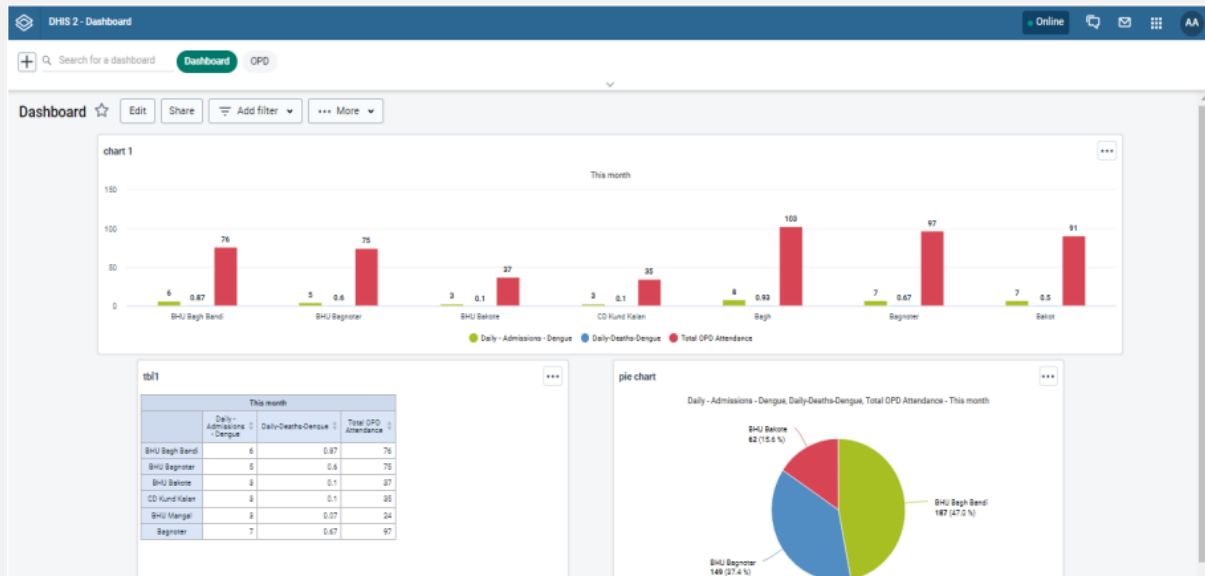 DHIS 2 - Dashboard
Online
AA
Search for a dashboard
Dashboard
OPD
Dashboard
Edit
Share
Add filter
More
chart 1
This month
150
100
50
0
6 0.87 76
5 0.6 75
3 0.1 37
3 0.1 35
8 0.93 103
7 0.67 97
7 0.5 91
BHU Bagh Bandi BHU Bagnotar BHU Bakote CD Kund Kalan Bagh Bagnoter Bakot
Daily - Admissions - Dengue Daily-Deaths-Dengue Total OPD Attendance
tbl1
This month
Daily - Admissions - Dengue Daily-Deaths-Dengue Total OPD Attendance
BHU Bagh Bandi 6 0.87 76
BHU Bagnotar 5 0.6 75
BHU Bakote 3 0.1 37
CD Kund Kalan 3 0.1 35
BHU Mangal 3 0.07 24
Bagnoter 7 0.67 97
pie chart
Daily - Admissions - Dengue, Daily-Deaths-Dengue, Total OPD Attendance - This month
BHU Bakote
62 (15.6 %)
BHU Bagh Bandi
187 (47.0 %)
BHU Bagnotar
149 (37.4 %)